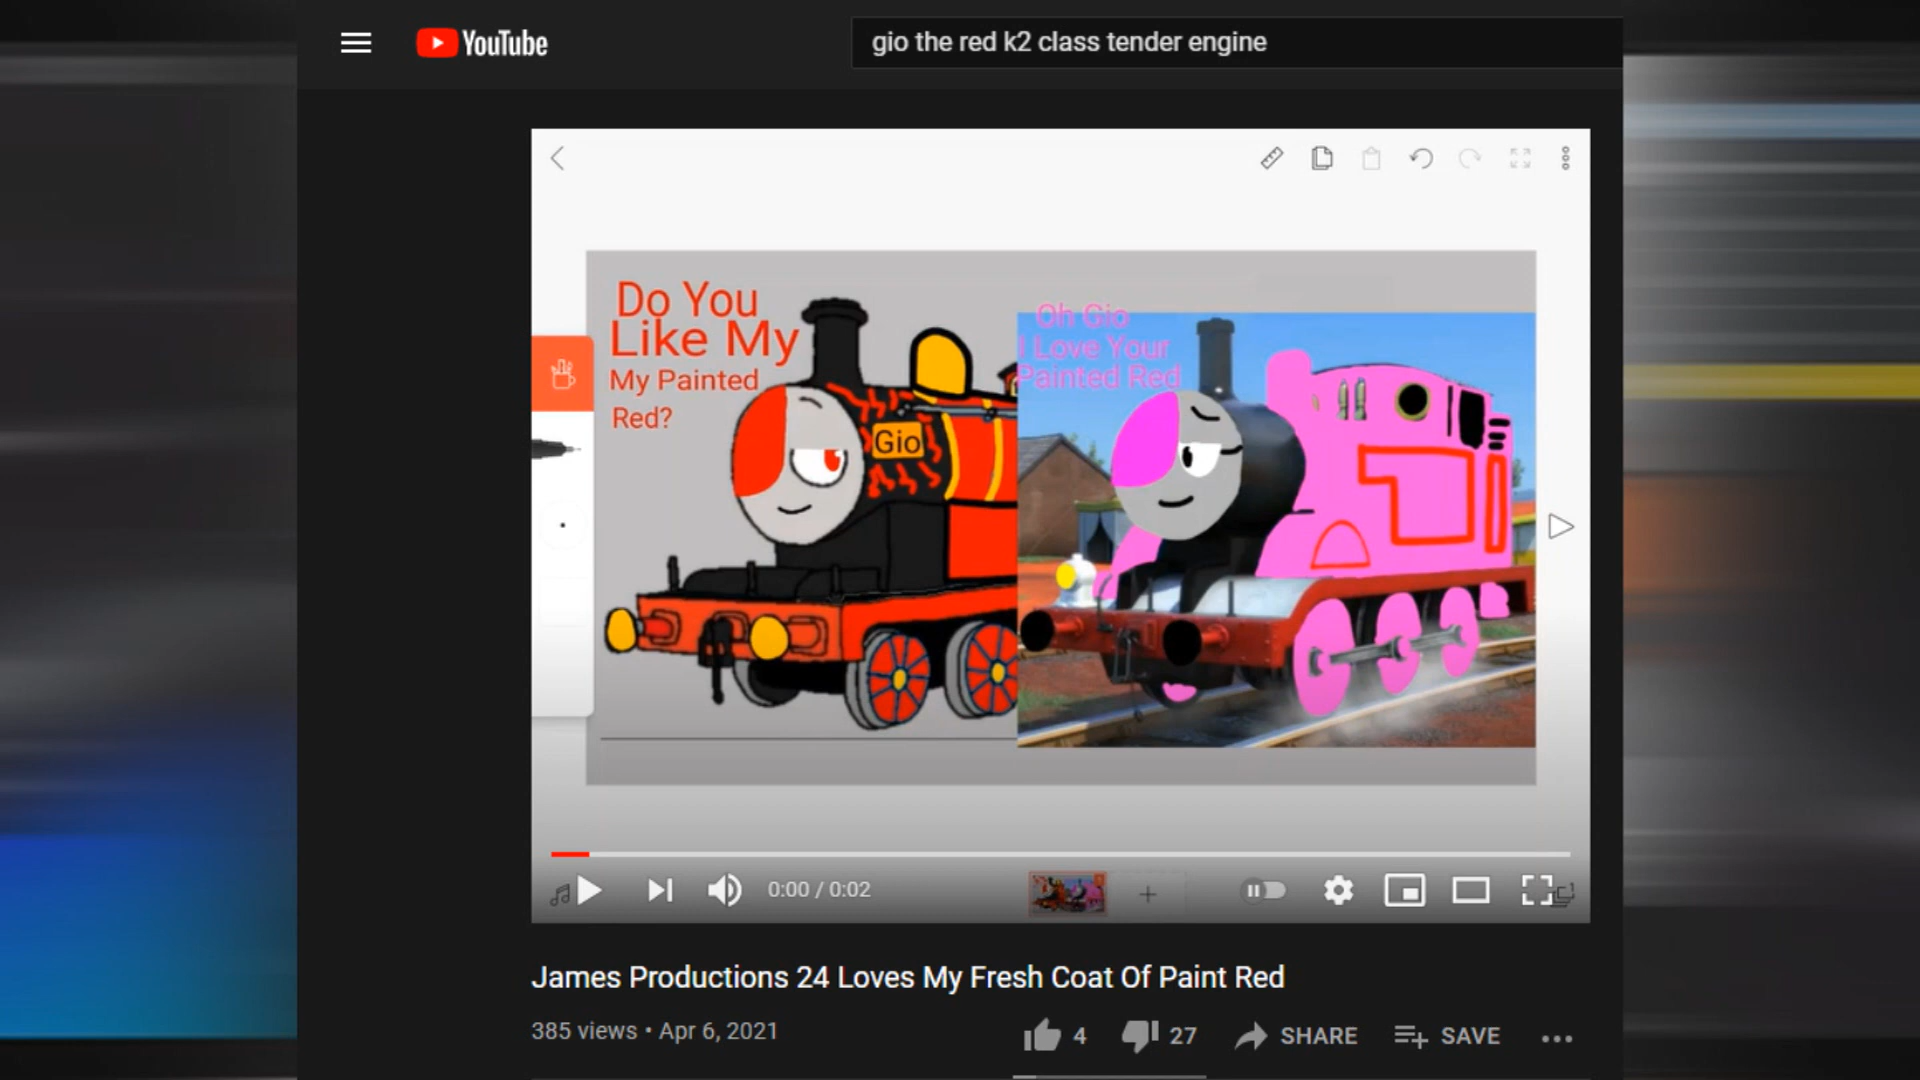 YouTube
gio the red k2 class tender engine
Do You
Like My
My Painted
Red?
Gio
Oh Gio
I Love Your
Painted Red
0:00 / 0:02
James Productions 24 Loves My Fresh Coat Of Paint Red
385 views • Apr 6, 2021
4
27
SHARE
SAVE